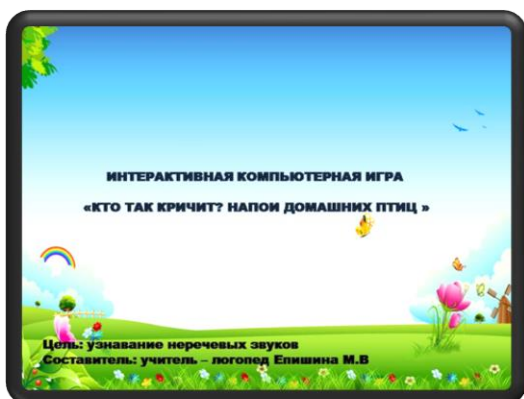 ИНТЕРАКТИВНАЯ КОМПЬЮТЕРНАЯ ИГРА
«КТО ТАК КРИЧИТ? НАПОИ ДОМАШНИХ ПТИЦ »
Цель: узнавание неречевых звуков
Составитель: учитель – логопед Епишина М.В